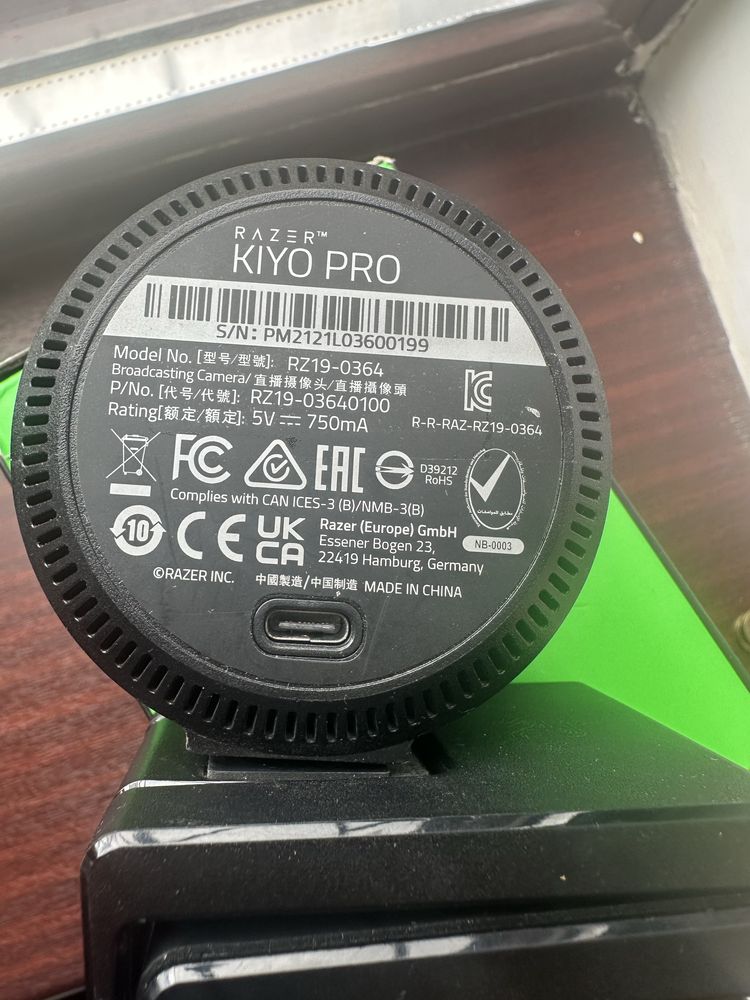 RAZER™
KIYO PRO
S/N: PM2121L03600199
Model No. [型号/型號]: RZ19-0364
Broadcasting Camera/ 直播摄像头/直播攝像頭
P/No. [代号/代號]: RZ19-03640100
Rating[额定/額定]: 5V ⎓ 750mA
R-R-RAZ-RZ19-0364
FC EAC D39212
RoHS
Complies with CAN ICES-3 (B)/NMB-3(B)
10 CE UK
CA
Razer (Europe) GmbH
Essener Bogen 23,
22419 Hamburg, Germany
NB-0003
©RAZER INC. 中國製造/中国制造 MADE IN CHINA